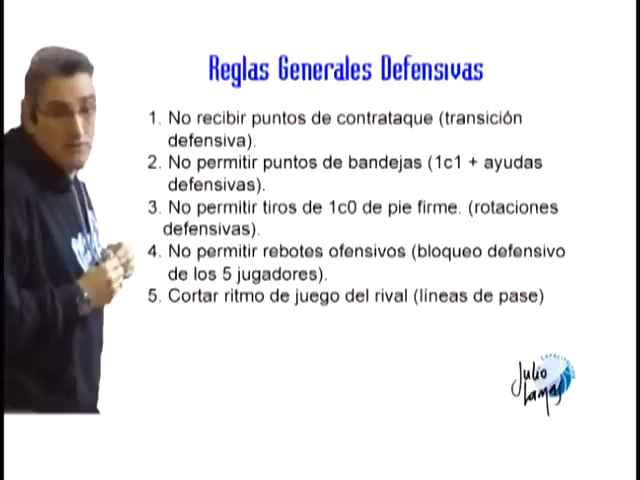 Reglas Generales Defensivas
1. No recibir puntos de contrataque (transición
defensiva).
2. No permitir puntos de bandejas (1c1 + ayudas
defensivas).
3. No permitir tiros de 1c0 de pie firme. (rotaciones
defensivas).
4. No permitir rebotes ofensivos (bloqueo defensivo
de los 5 jugadores).
5. Cortar ritmo de juego del rival (líneas de pase)
Julio
Lamas